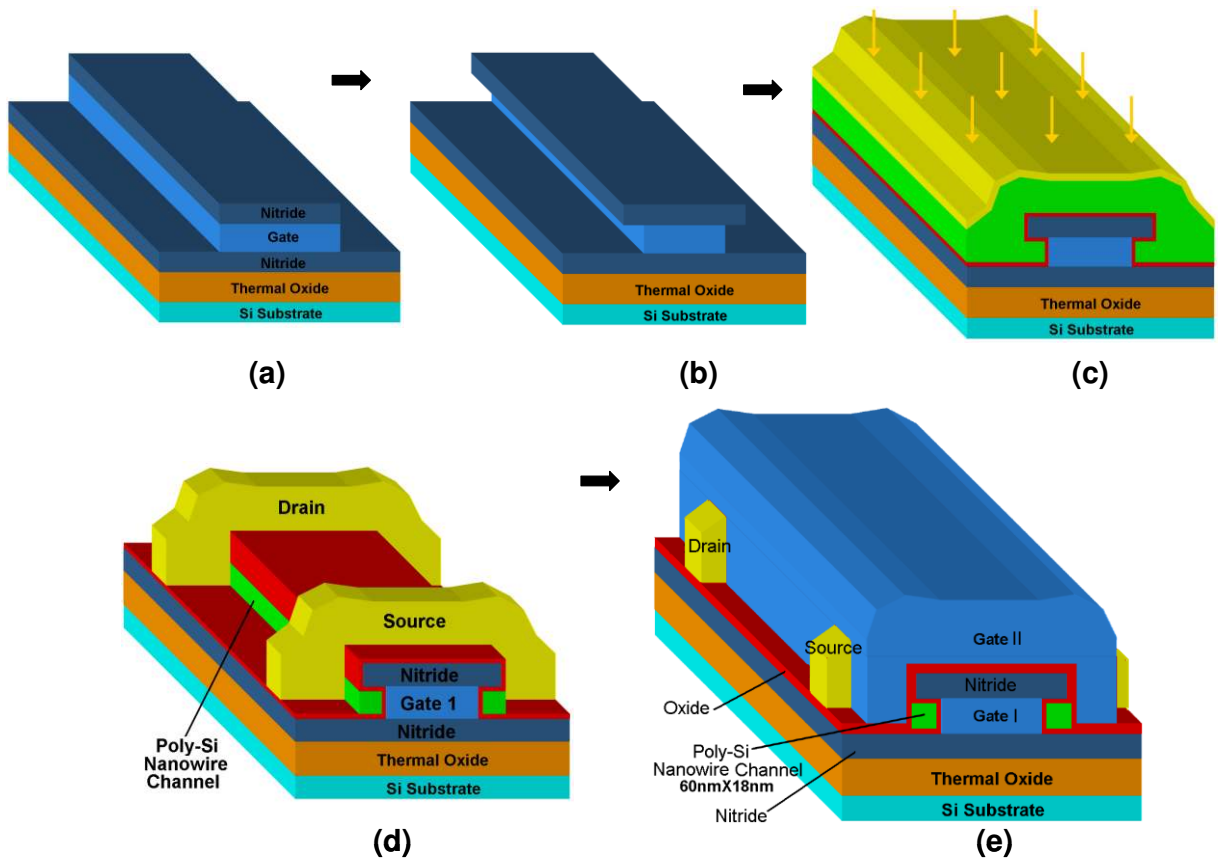 Nitride
Gate
Nitride
Thermal Oxide
Si Substrate
(a)
Thermal Oxide
Si Substrate
(b)
Thermal Oxide
Si Substrate
(c)
Drain
Source
Nitride
Gate 1
Nitride
Thermal Oxide
Si Substrate
Poly-Si
Nanowire
Channel
(d)
Drain
Source
Gate II
Nitride
Gate I
Oxide
Poly-Si
Nanowire Channel
60nmX18nm
Nitride
Thermal Oxide
Si Substrate
(e)